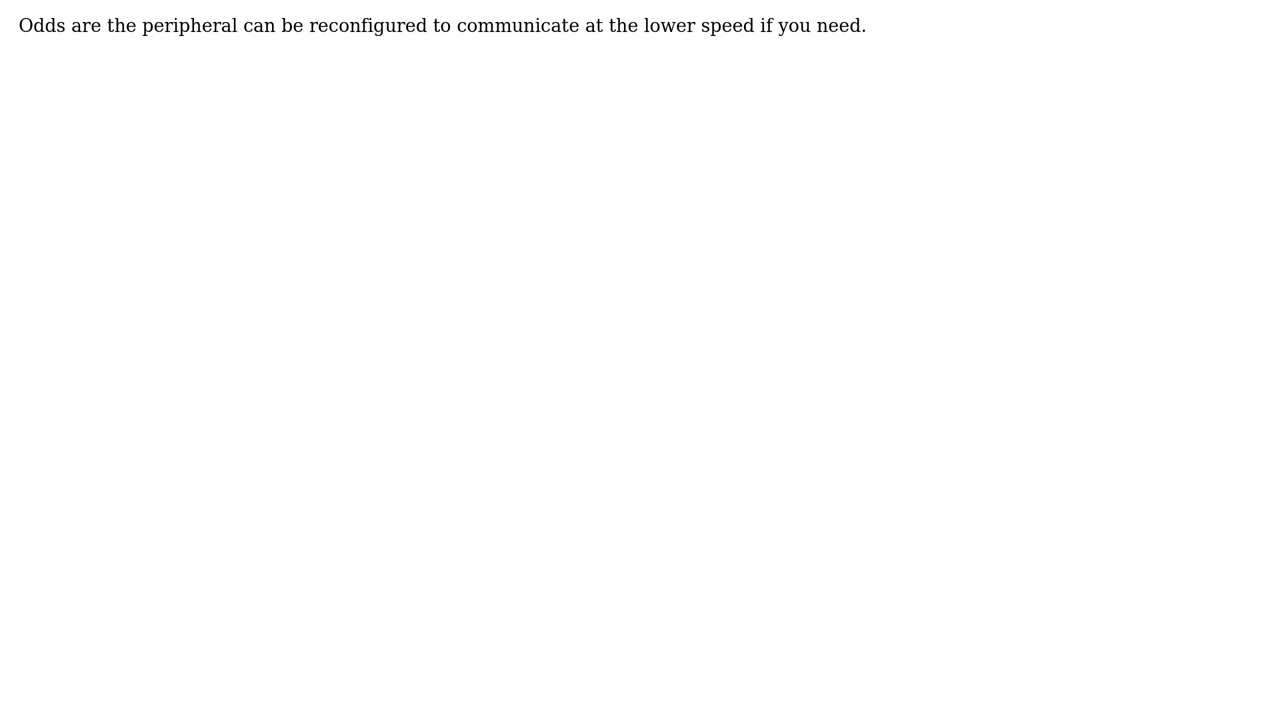 Odds are the peripheral can be reconfigured to communicate at the lower speed if you need.